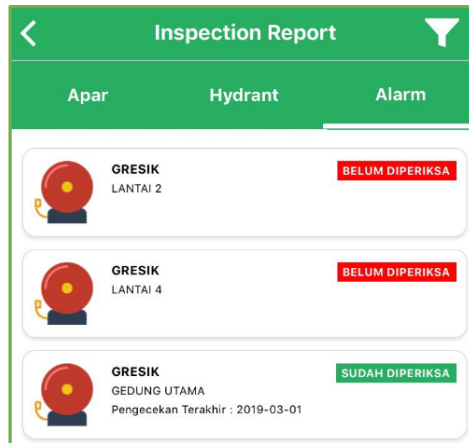 Inspection Report
Apar Hydrant Alarm
GRESIK BELUM DIPERIKSA
LANTAI 2
GRESIK BELUM DIPERIKSA
LANTAI 4
GRESIK SUDAH DIPERIKSA
GEDUNG UTAMA
Pengecekan Terakhir : 2019-03-01